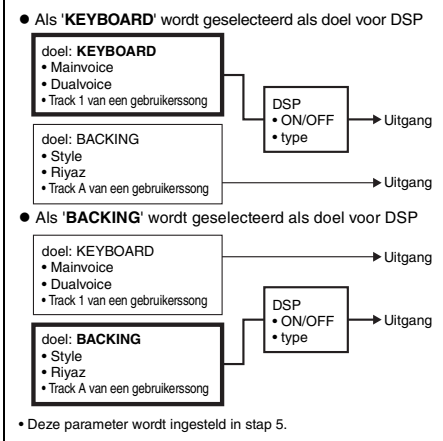 ● Als 'KEYBOARD' wordt geselecteerd als doel voor DSP
doel: KEYBOARD
• Mainvoice
• Dualvoice
• Track 1 van een gebruikerssong
DSP
• ON/OFF
• type
Uitgang
doel: BACKING
• Style
• Riyaz
• Track A van een gebruikerssong
Uitgang
● Als 'BACKING' wordt geselecteerd als doel voor DSP
doel: KEYBOARD
• Mainvoice
• Dualvoice
• Track 1 van een gebruikerssong
Uitgang
DSP
• ON/OFF
• type
Uitgang
doel: BACKING
• Style
• Riyaz
• Track A van een gebruikerssong
• Deze parameter wordt ingesteld in stap 5.